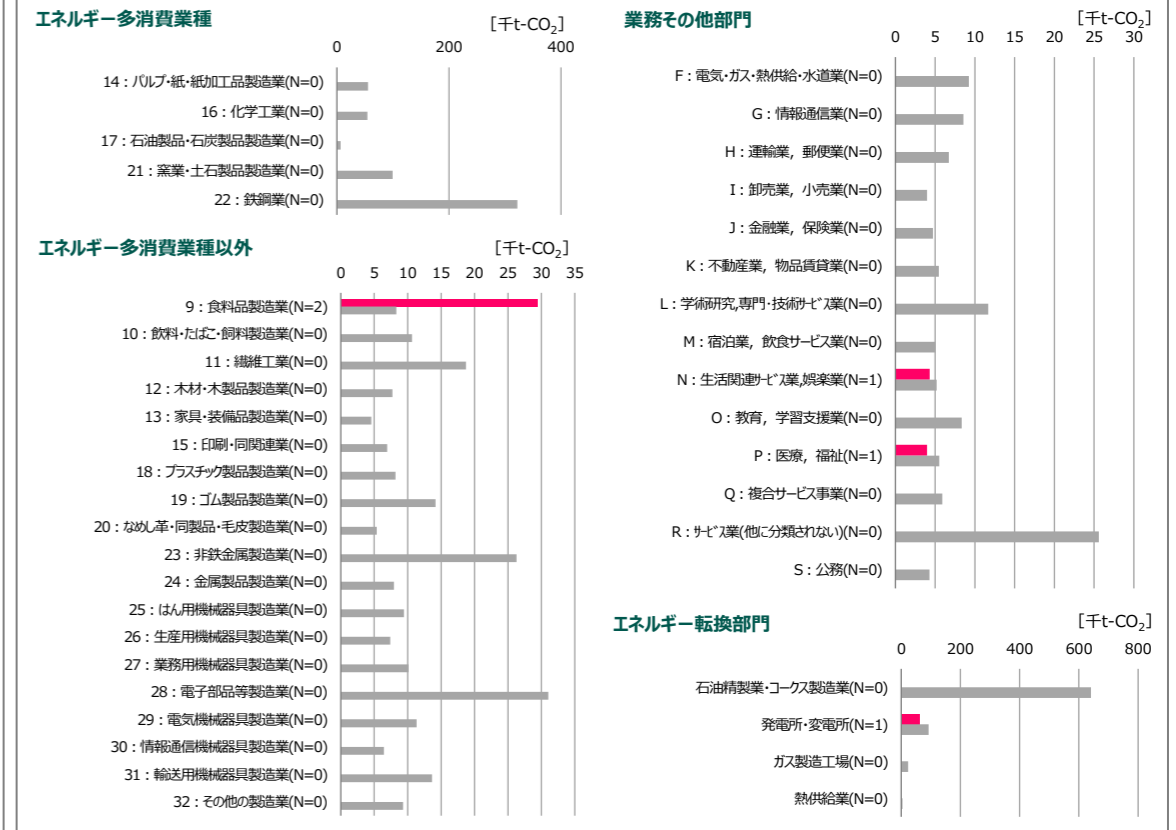 エネルギー多消費業種
[千t-CO₂]
0 200 400
14：パルプ・紙・紙加工品製造業(N=0)
16：化学工業(N=0)
17：石油製品・石炭製品製造業(N=0)
21：窯業・土石製品製造業(N=0)
22：鉄鋼業(N=0)
エネルギー多消費業種以外
[千t-CO₂]
0 5 10 15 20 25 30 35
9：食料品製造業(N=2)
10：飲料・たばこ・飼料製造業(N=0)
11：繊維工業(N=0)
12：木材・木製品製造業(N=0)
13：家具・装備品製造業(N=0)
15：印刷・同関連業(N=0)
18：プラスチック製品製造業(N=0)
19：ゴム製品製造業(N=0)
20：なめし革・同製品・毛皮製造業(N=0)
23：非鉄金属製造業(N=0)
24：金属製品製造業(N=0)
25：はん用機械器具製造業(N=0)
26：生産用機械器具製造業(N=0)
27：業務用機械器具製造業(N=0)
28：電子部品等製造業(N=0)
29：電気機械器具製造業(N=0)
30：情報通信機械器具製造業(N=0)
31：輸送用機械器具製造業(N=0)
32：その他の製造業(N=0)
業務その他部門
[千t-CO₂]
0 5 10 15 20 25 30
F：電気・ガス・熱供給・水道業(N=0)
G：情報通信業(N=0)
H：運輸業，郵便業(N=0)
I：卸売業，小売業(N=0)
J：金融業，保険業(N=0)
K：不動産業，物品賃貸業(N=0)
L：学術研究,専門・技術サービス業(N=0)
M：宿泊業，飲食サービス業(N=0)
N：生活関連サービス業,娯楽業(N=1)
O：教育，学習支援業(N=0)
P：医療，福祉(N=1)
Q：複合サービス事業(N=0)
R：サービス業(他に分類されない)(N=0)
S：公務(N=0)
エネルギー転換部門
[千t-CO₂]
0 200 400 600 800
石油精製業・コークス製造業(N=0)
発電所・変電所(N=1)
ガス製造工場(N=0)
熱供給業(N=0)